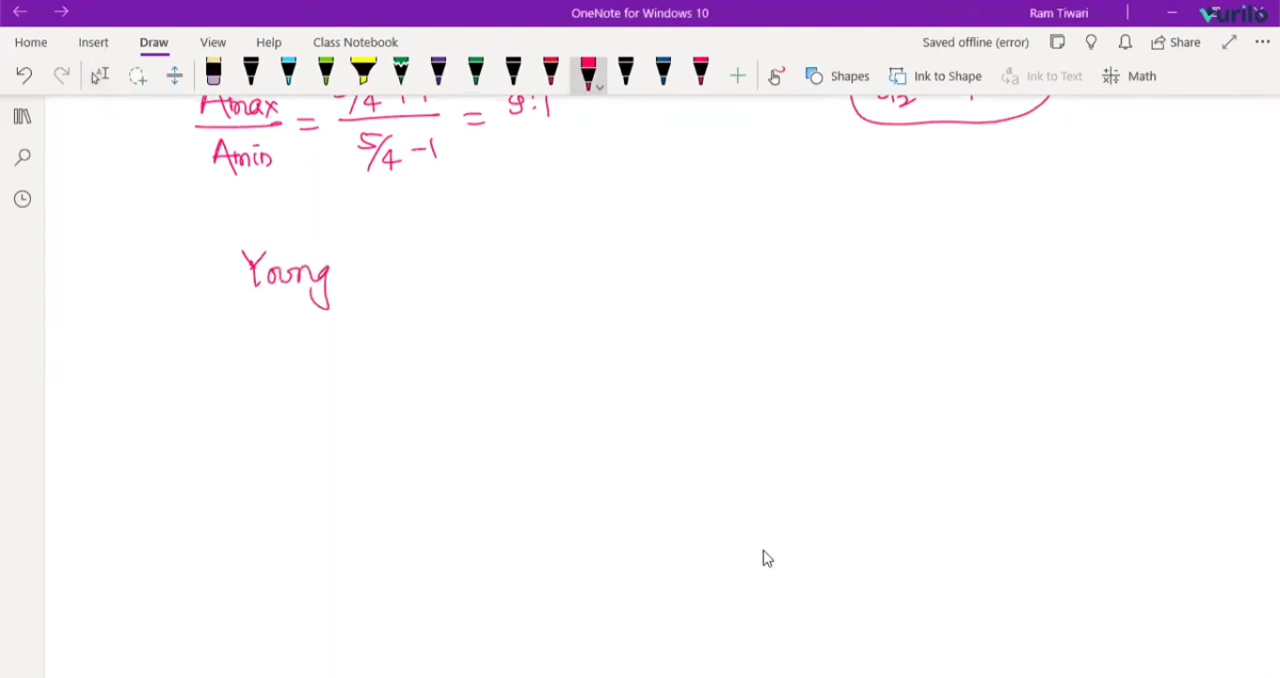 OneNote for Windows 10
Ram Tiwari
Vurilo
Home Insert Draw View Help Class Notebook
Saved offline (error)
Share
Shapes
Ink to Shape
Ink to Text
Math
Amax
Amin
=
5/4 -1
= 9:1
Young